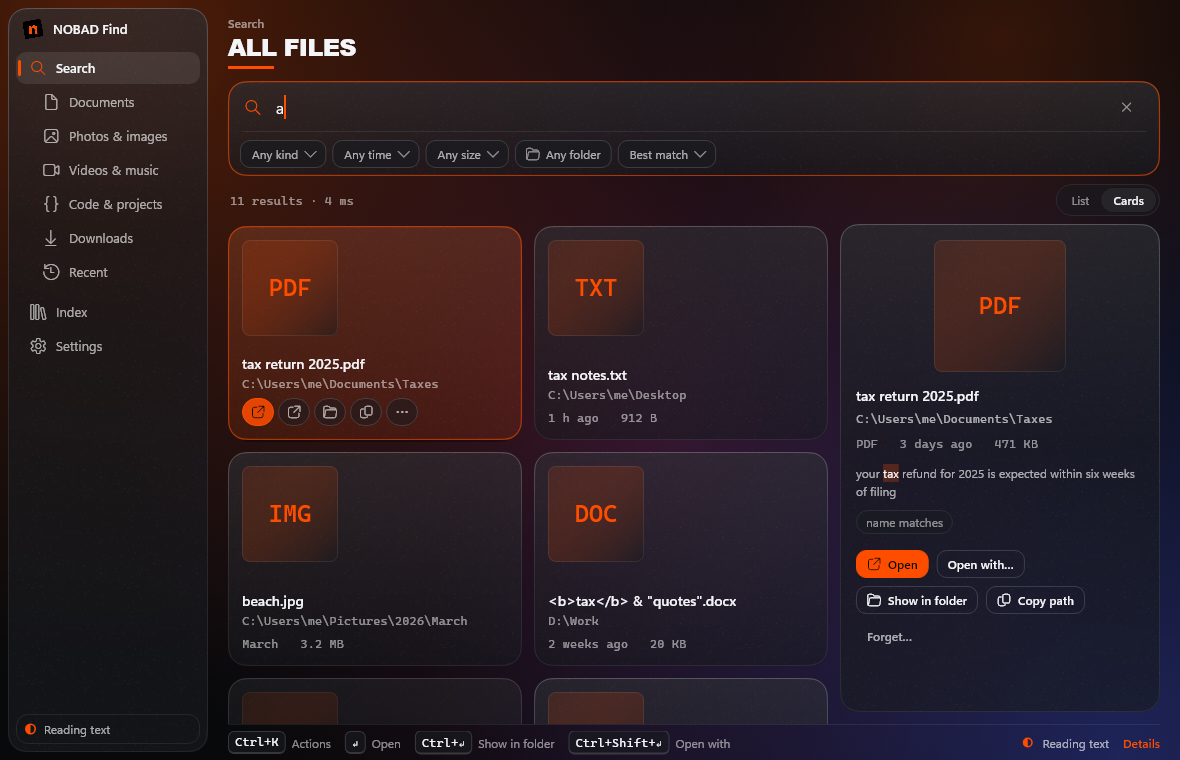 NOBAD Find
Search
Documents
Photos & images
Videos & music
Code & projects
Downloads
Recent
Index
Settings
Reading text
Search
ALL FILES
a
Any kind
Any time
Any size
Any folder
Best match
11 results · 4 ms
List
Cards
PDF
tax return 2025.pdf
C:\Users\me\Documents\Taxes
TXT
tax notes.txt
C:\Users\me\Desktop
1 h ago 912 B
IMG
beach.jpg
C:\Users\me\Pictures\2026\March
March 3.2 MB
DOC
<b>tax</b> & "quotes".docx
D:\Work
2 weeks ago 20 KB
PDF
tax return 2025.pdf
C:\Users\me\Documents\Taxes
PDF 3 days ago 471 KB
your tax refund for 2025 is expected within six weeks
of filing
name matches
Open
Open with...
Show in folder
Copy path
Forget...
Ctrl+K Actions
↲ Open
Ctrl+↲ Show in folder
Ctrl+Shift+↲ Open with
Reading text
Details